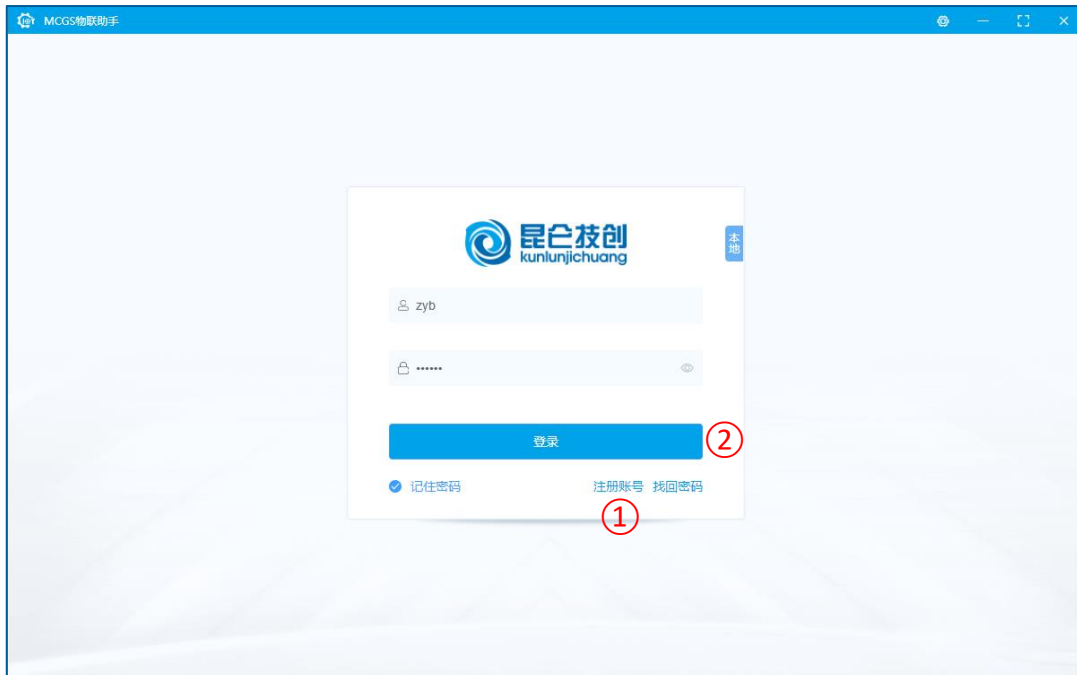 MCGS物联助手
昆仑技创
kunlunjichuang
本地
zyb
••••••
登录
②
记住密码
注册账号 找回密码
①